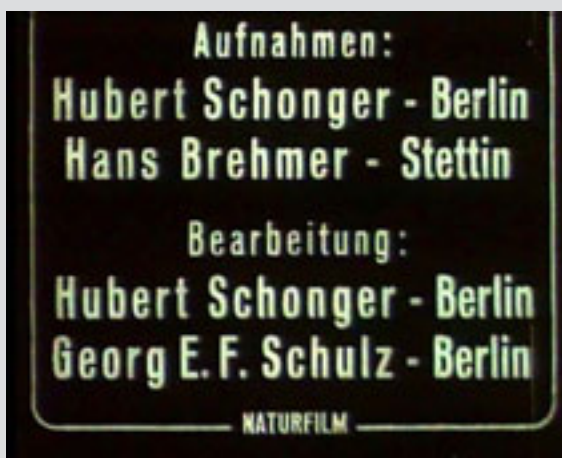 Aufnahmen:
Hubert Schonger - Berlin
Hans Brehmer - Stettin
Bearbeitung:
Hubert Schonger - Berlin
Georg E. F. Schulz - Berlin
NATURFILM